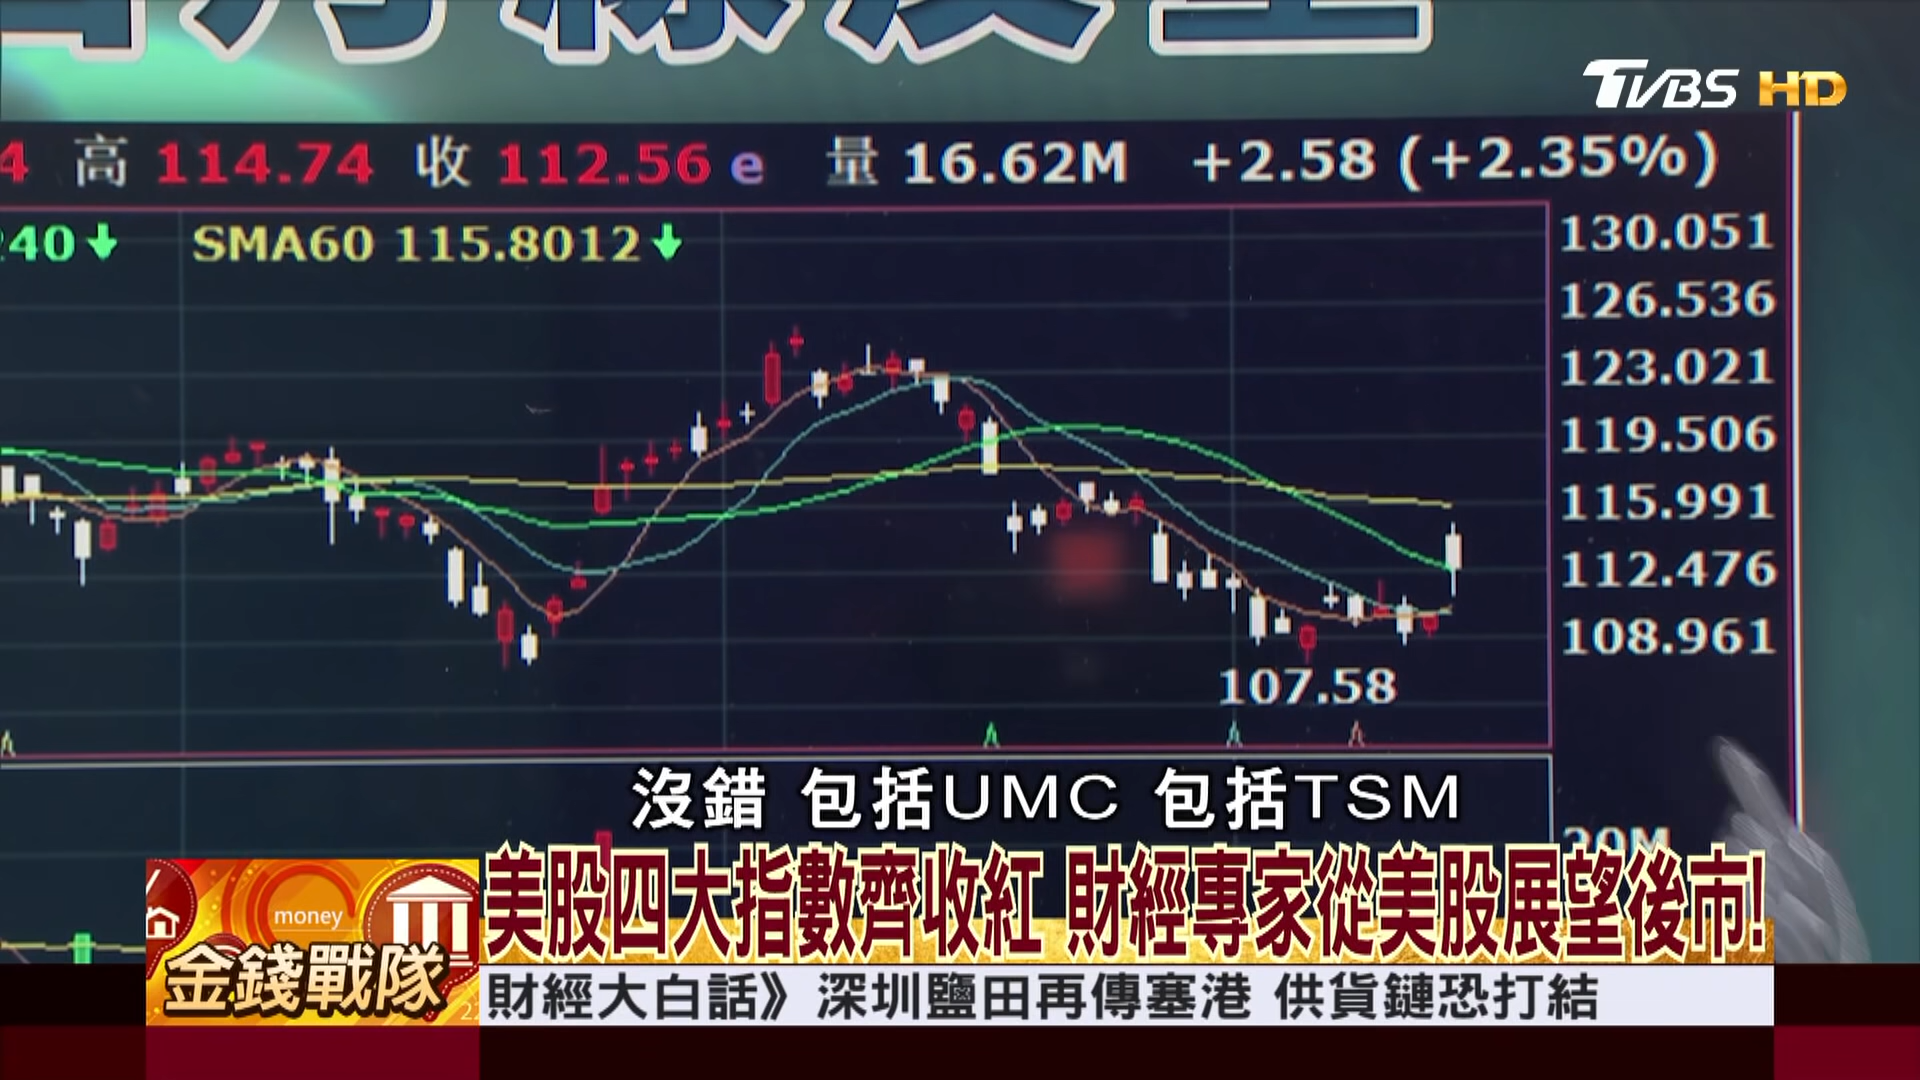 TVBS HD
4 高 114.74 收 112.56 e 量 16.62M +2.58 (+2.35%)
240↓ SMA60 115.8012↓
130.051
126.536
123.021
119.506
115.991
112.476
108.961
107.58
20M
沒錯 包括UMC 包括TSM
美股四大指數齊收紅 財經專家從美股展望後市!
money
金錢戰隊
財經大白話》深圳鹽田再傳塞港 供貨鏈恐打結